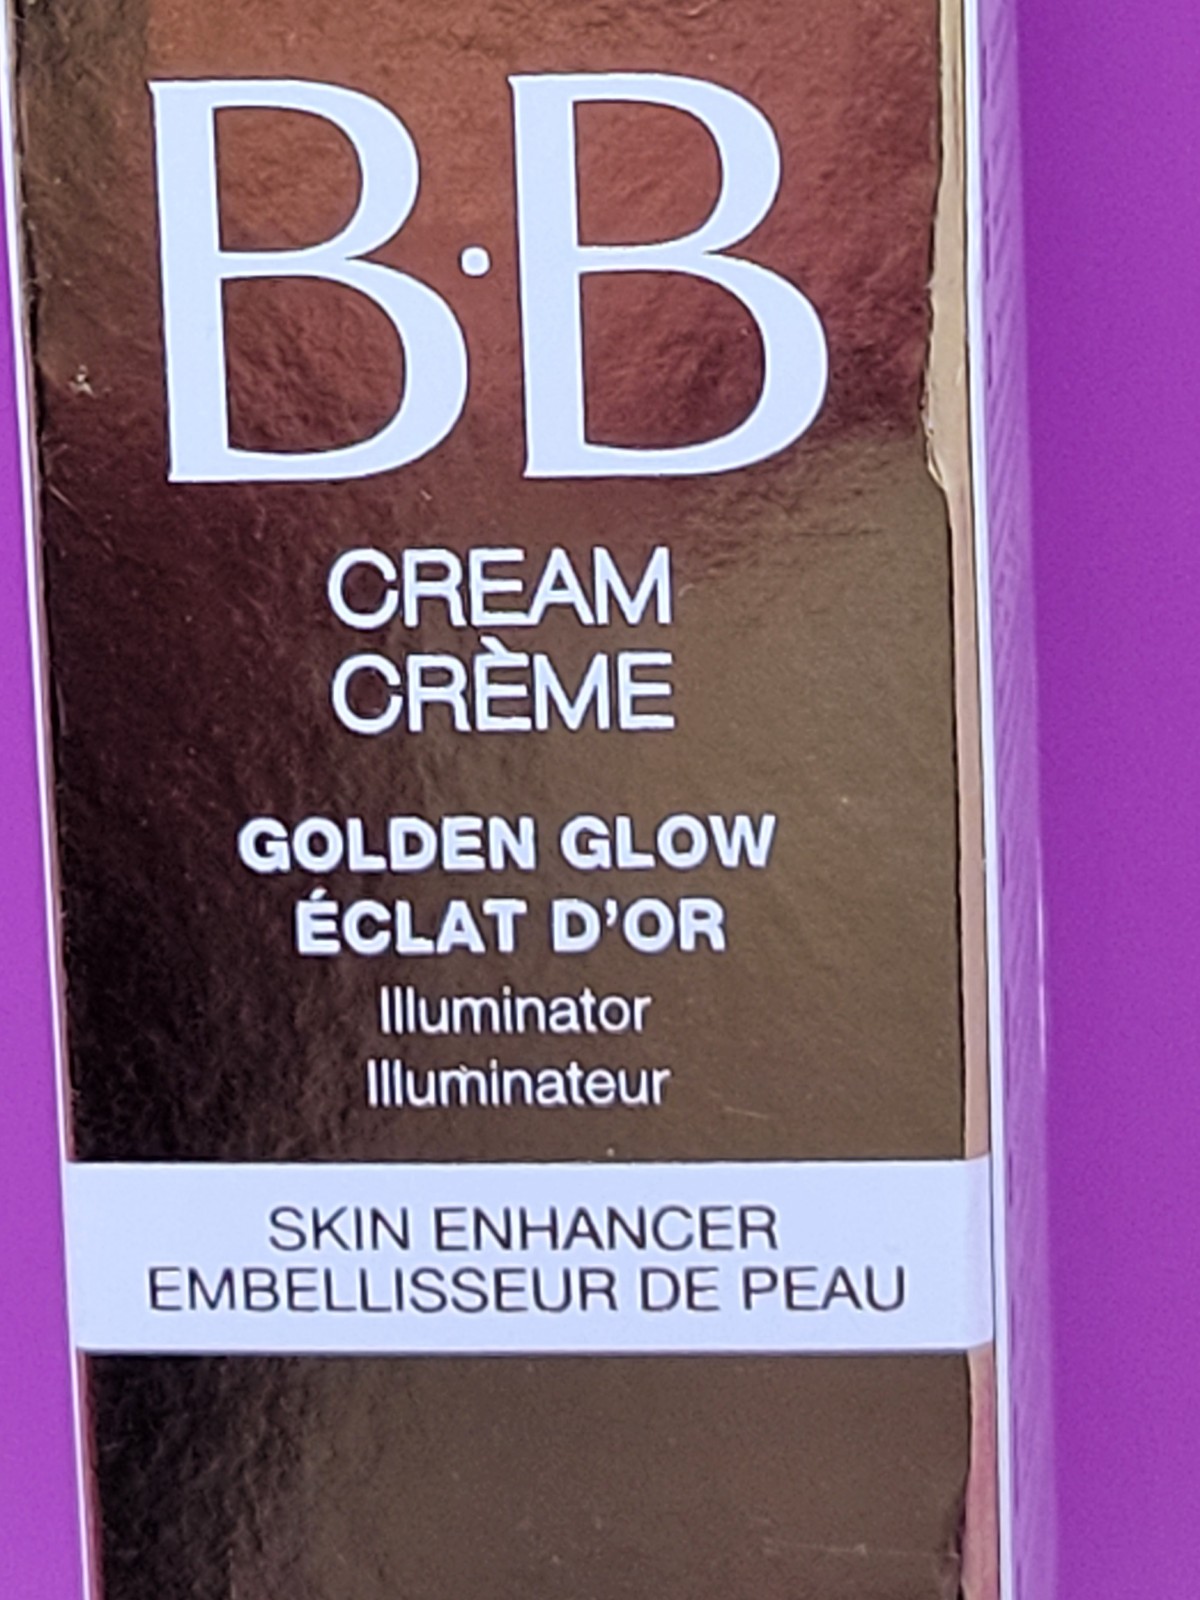 B·B
CREAM
CRÈME
GOLDEN GLOW
ÉCLAT D'OR
Illuminator
Illuminateur
SKIN ENHANCER
EMBELLISSEUR DE PEAU